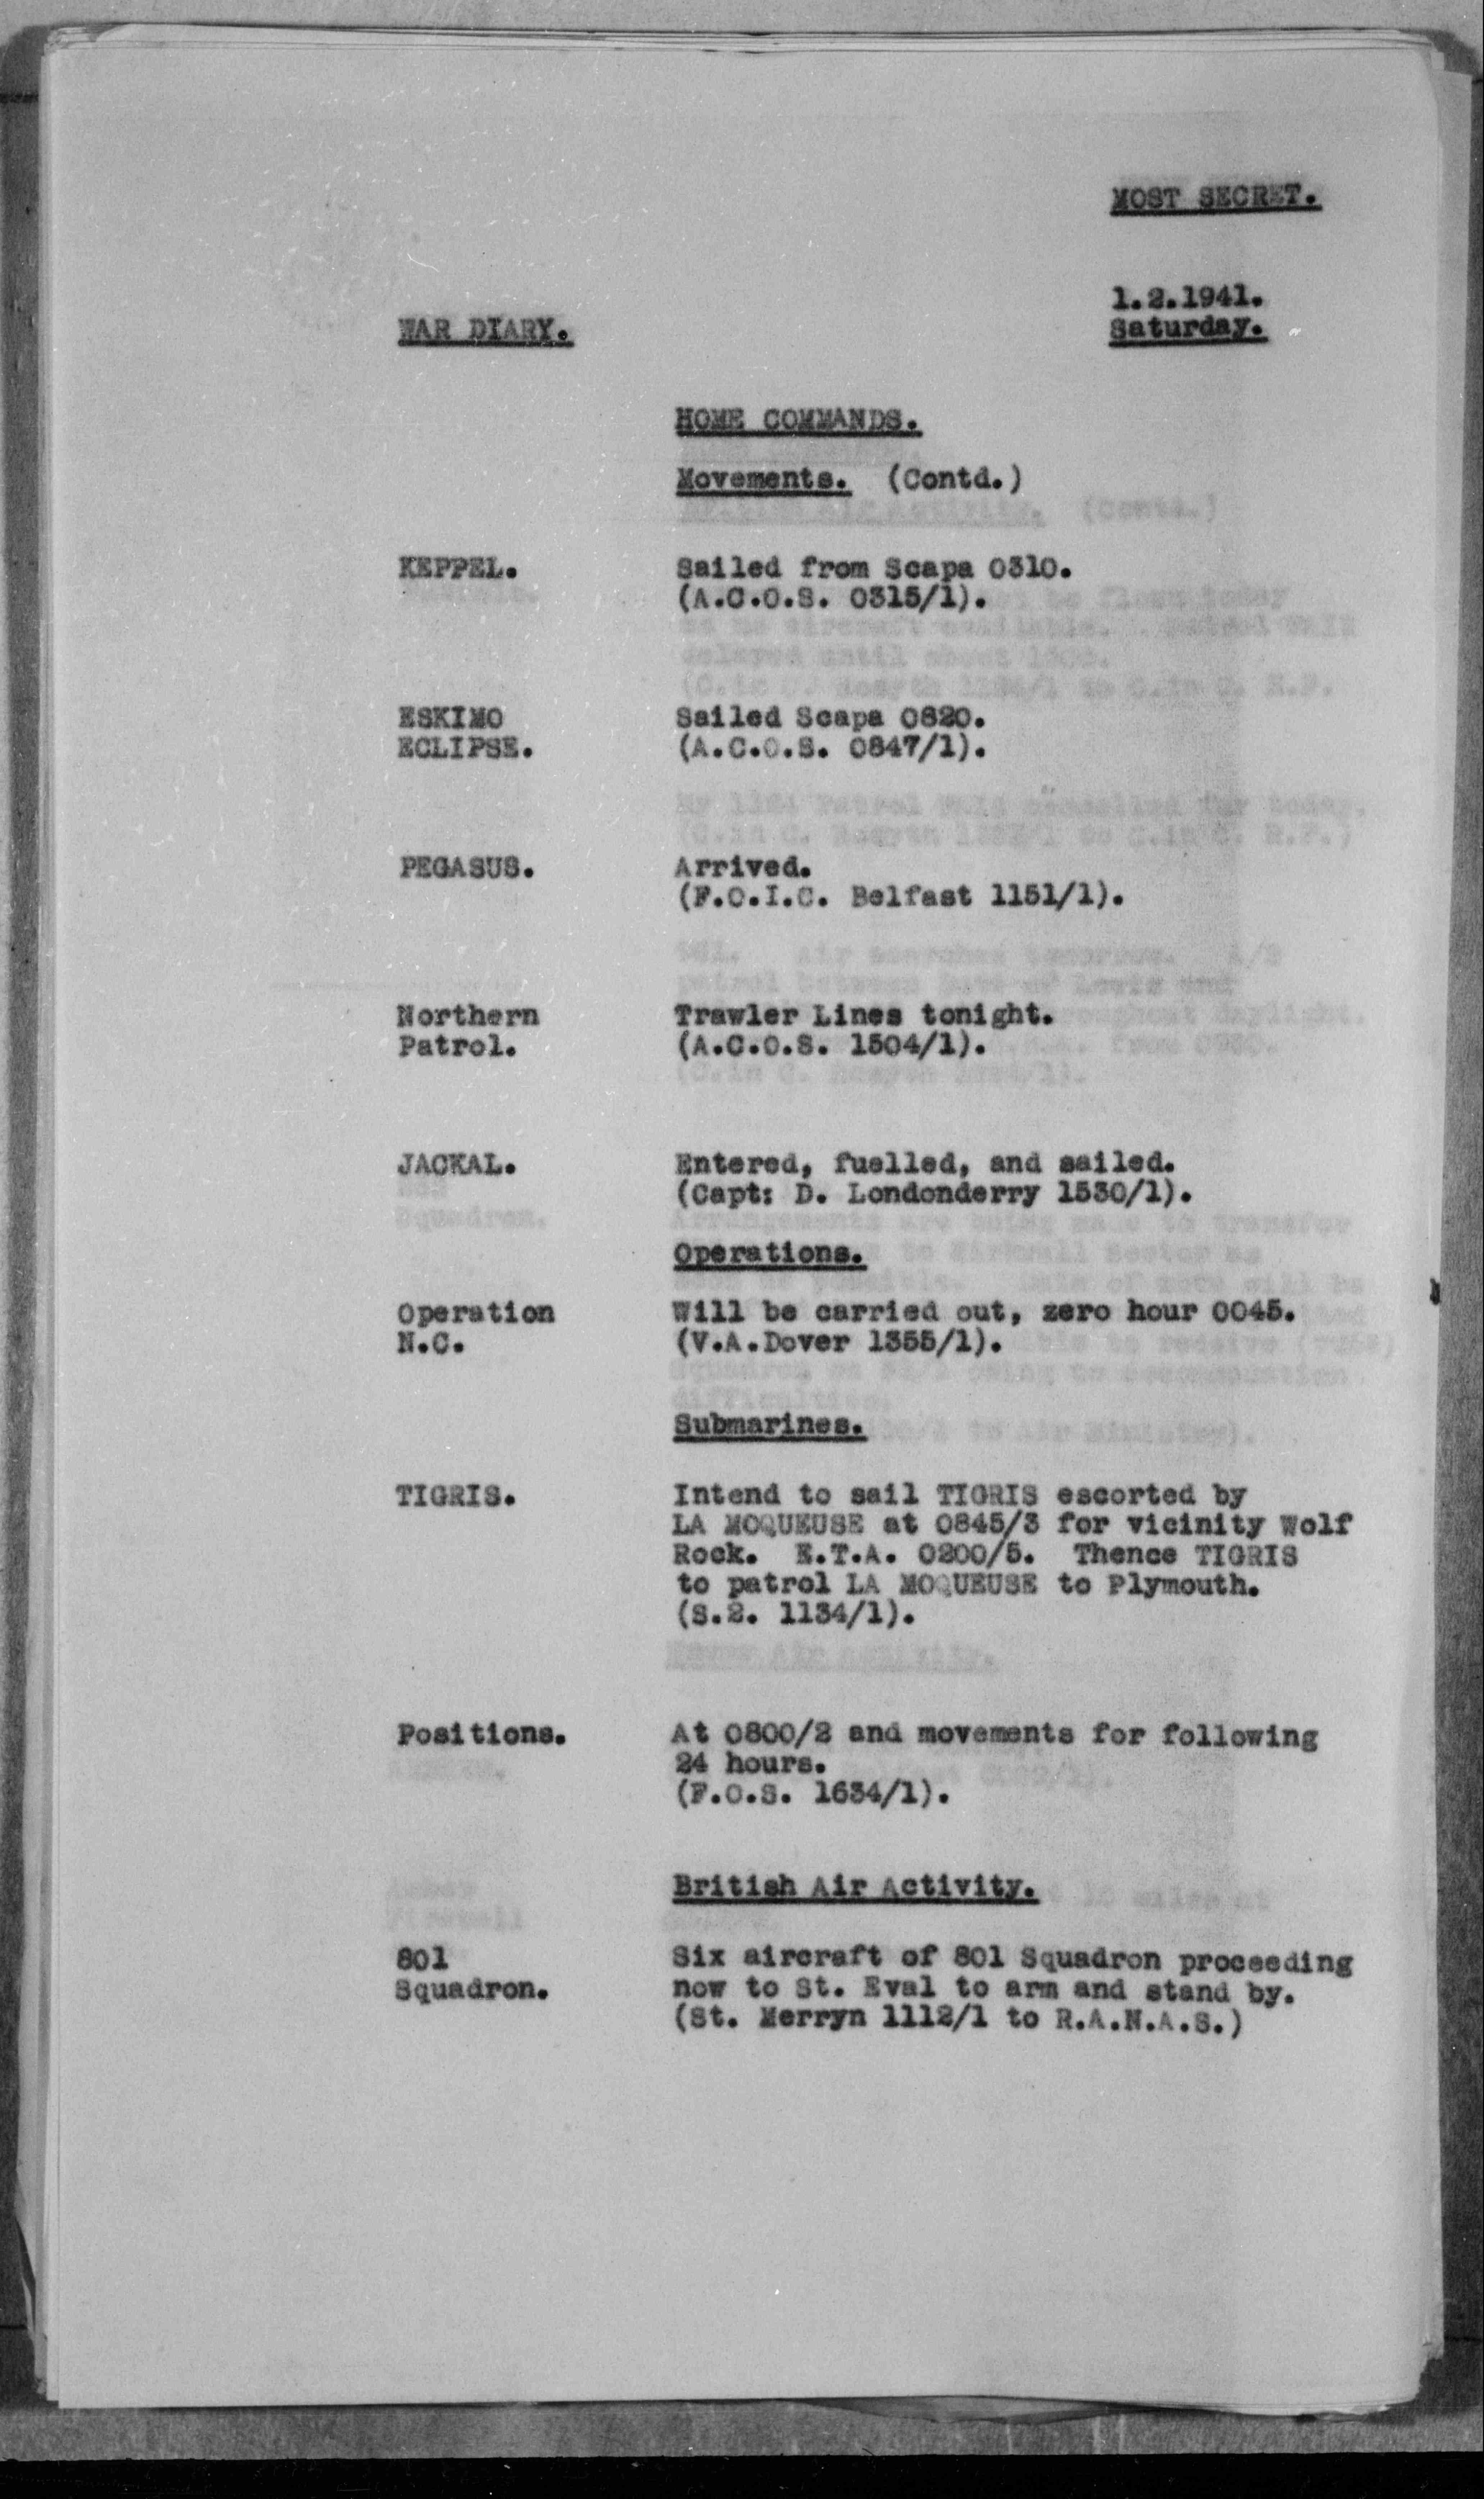 MOST SECRET.
1.2.1941.
WAR DIARY.
Saturday.
HOME COMMANDS.
Movements. (Contd.)
KEPPEL. Sailed from Scapa 0310.
(A.C.O.S. 0315/1).
ESKIMO Sailed Scapa 0820.
ECLIPSE. (A.C.O.S. 0847/1).
PEGASUS. Arrived.
(F.O.I.C. Belfast 1151/1).
Northern Trawler Lines tonight.
Patrol. (A.C.O.S. 1504/1).
JACKAL. Entered, fuelled, and sailed.
(Capt: D. Londonderry 1530/1).
Operations.
Operation Will be carried out, zero hour 0045.
N.C. (V.A.Dover 1355/1).
Submarines.
TIGRIS. Intend to sail TIGRIS escorted by
LA MOQUEUSE at 0845/3 for vicinity Wolf
Rock. E.T.A. 0200/5. Thence TIGRIS
to patrol LA MOQUEUSE to Plymouth.
(S.2. 1134/1).
Positions. At 0800/2 and movements for following
24 hours.
(F.O.S. 1634/1).
British Air Activity.
801 Six aircraft of 801 Squadron proceeding
Squadron. now to St. Eval to arm and stand by.
(St. Merryn 1112/1 to R.A.N.A.S.)